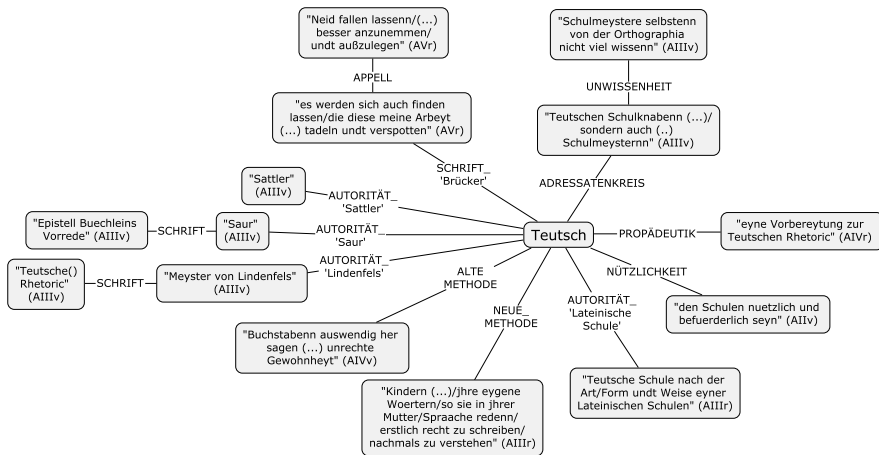 "Neid fallen lassenn/(...)
besser anzunemmen/
undt außzulegen" (AVr)
"Schulmeystere selbstenn
von der Orthographia
nicht viel wissenn" (AIIIv)
APPELL
UNWISSENHEIT
"es werden sich auch finden
lassen/die diese meine Arbeyt
(...) tadeln undt verspotten" (AVr)
"Teutschen Schulknabenn (...)/
sondern auch (..)
Schulmeysternn" (AIIIv)
SCHRIFT_
'Brücker'
ADRESSATENKREIS
"Sattler"
(AIIIv)
AUTORITÄT_
'Sattler'
"Epistell Buechleins
Vorrede" (AIIIv)
SCHRIFT
"Saur"
(AIIIv)
AUTORITÄT_
'Saur'
Teutsch
PROPÄDEUTIK
"eyne Vorbereytung zur
Teutschen Rhetoric" (AIVr)
"Teutsche()
Rhetoric"
(AIIIv)
SCHRIFT
"Meyster von Lindenfels"
(AIIIv)
AUTORITÄT_
'Lindenfels'
ALTE
METHODE
NEUE_
METHODE
AUTORITÄT_
'Lateinische
Schule'
NÜTZLICHKEIT
"den Schulen nuetzlich und
befuerderlich seyn" (AIIv)
"Buchstabenn auswendig her
sagen (...) unrechte
Gewohnheyt" (AIVv)
"Kindern (...)/jhre eygene
Woertern/so sie in jhrer
Mutter/Spraache redenn/
erstlich recht zu schreiben/
nachmals zu verstehen" (AIIIr)
"Teutsche Schule nach der
Art/Form undt Weise eyner
Lateinischen Schulen" (AIIIr)